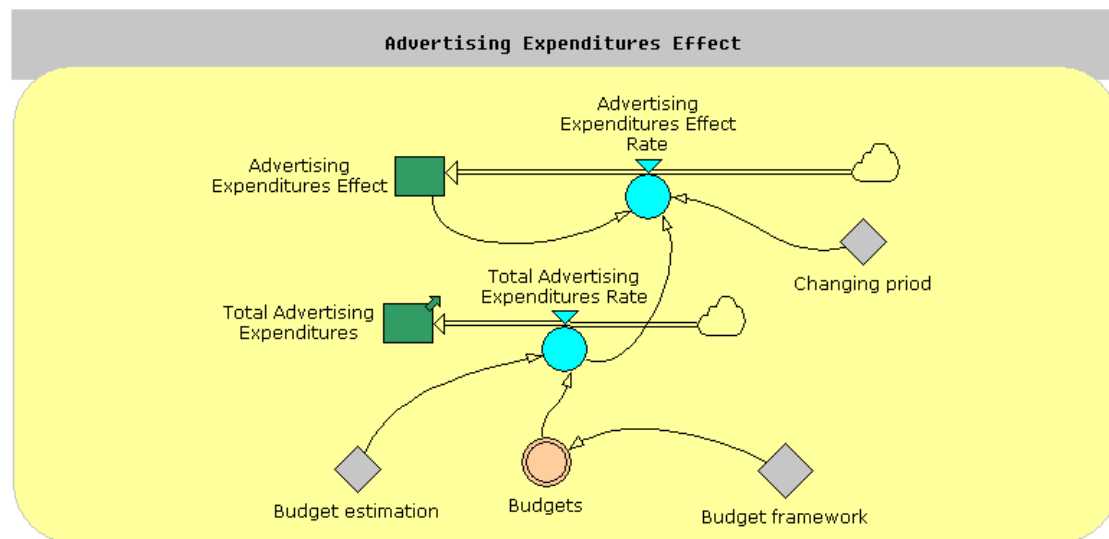 Advertising Expenditures Effect
Advertising
Expenditures Effect
Rate
Advertising
Expenditures Effect
Changing priod
Total Advertising
Expenditures Rate
Total Advertising
Expenditures
Budget estimation
Budgets
Budget framework